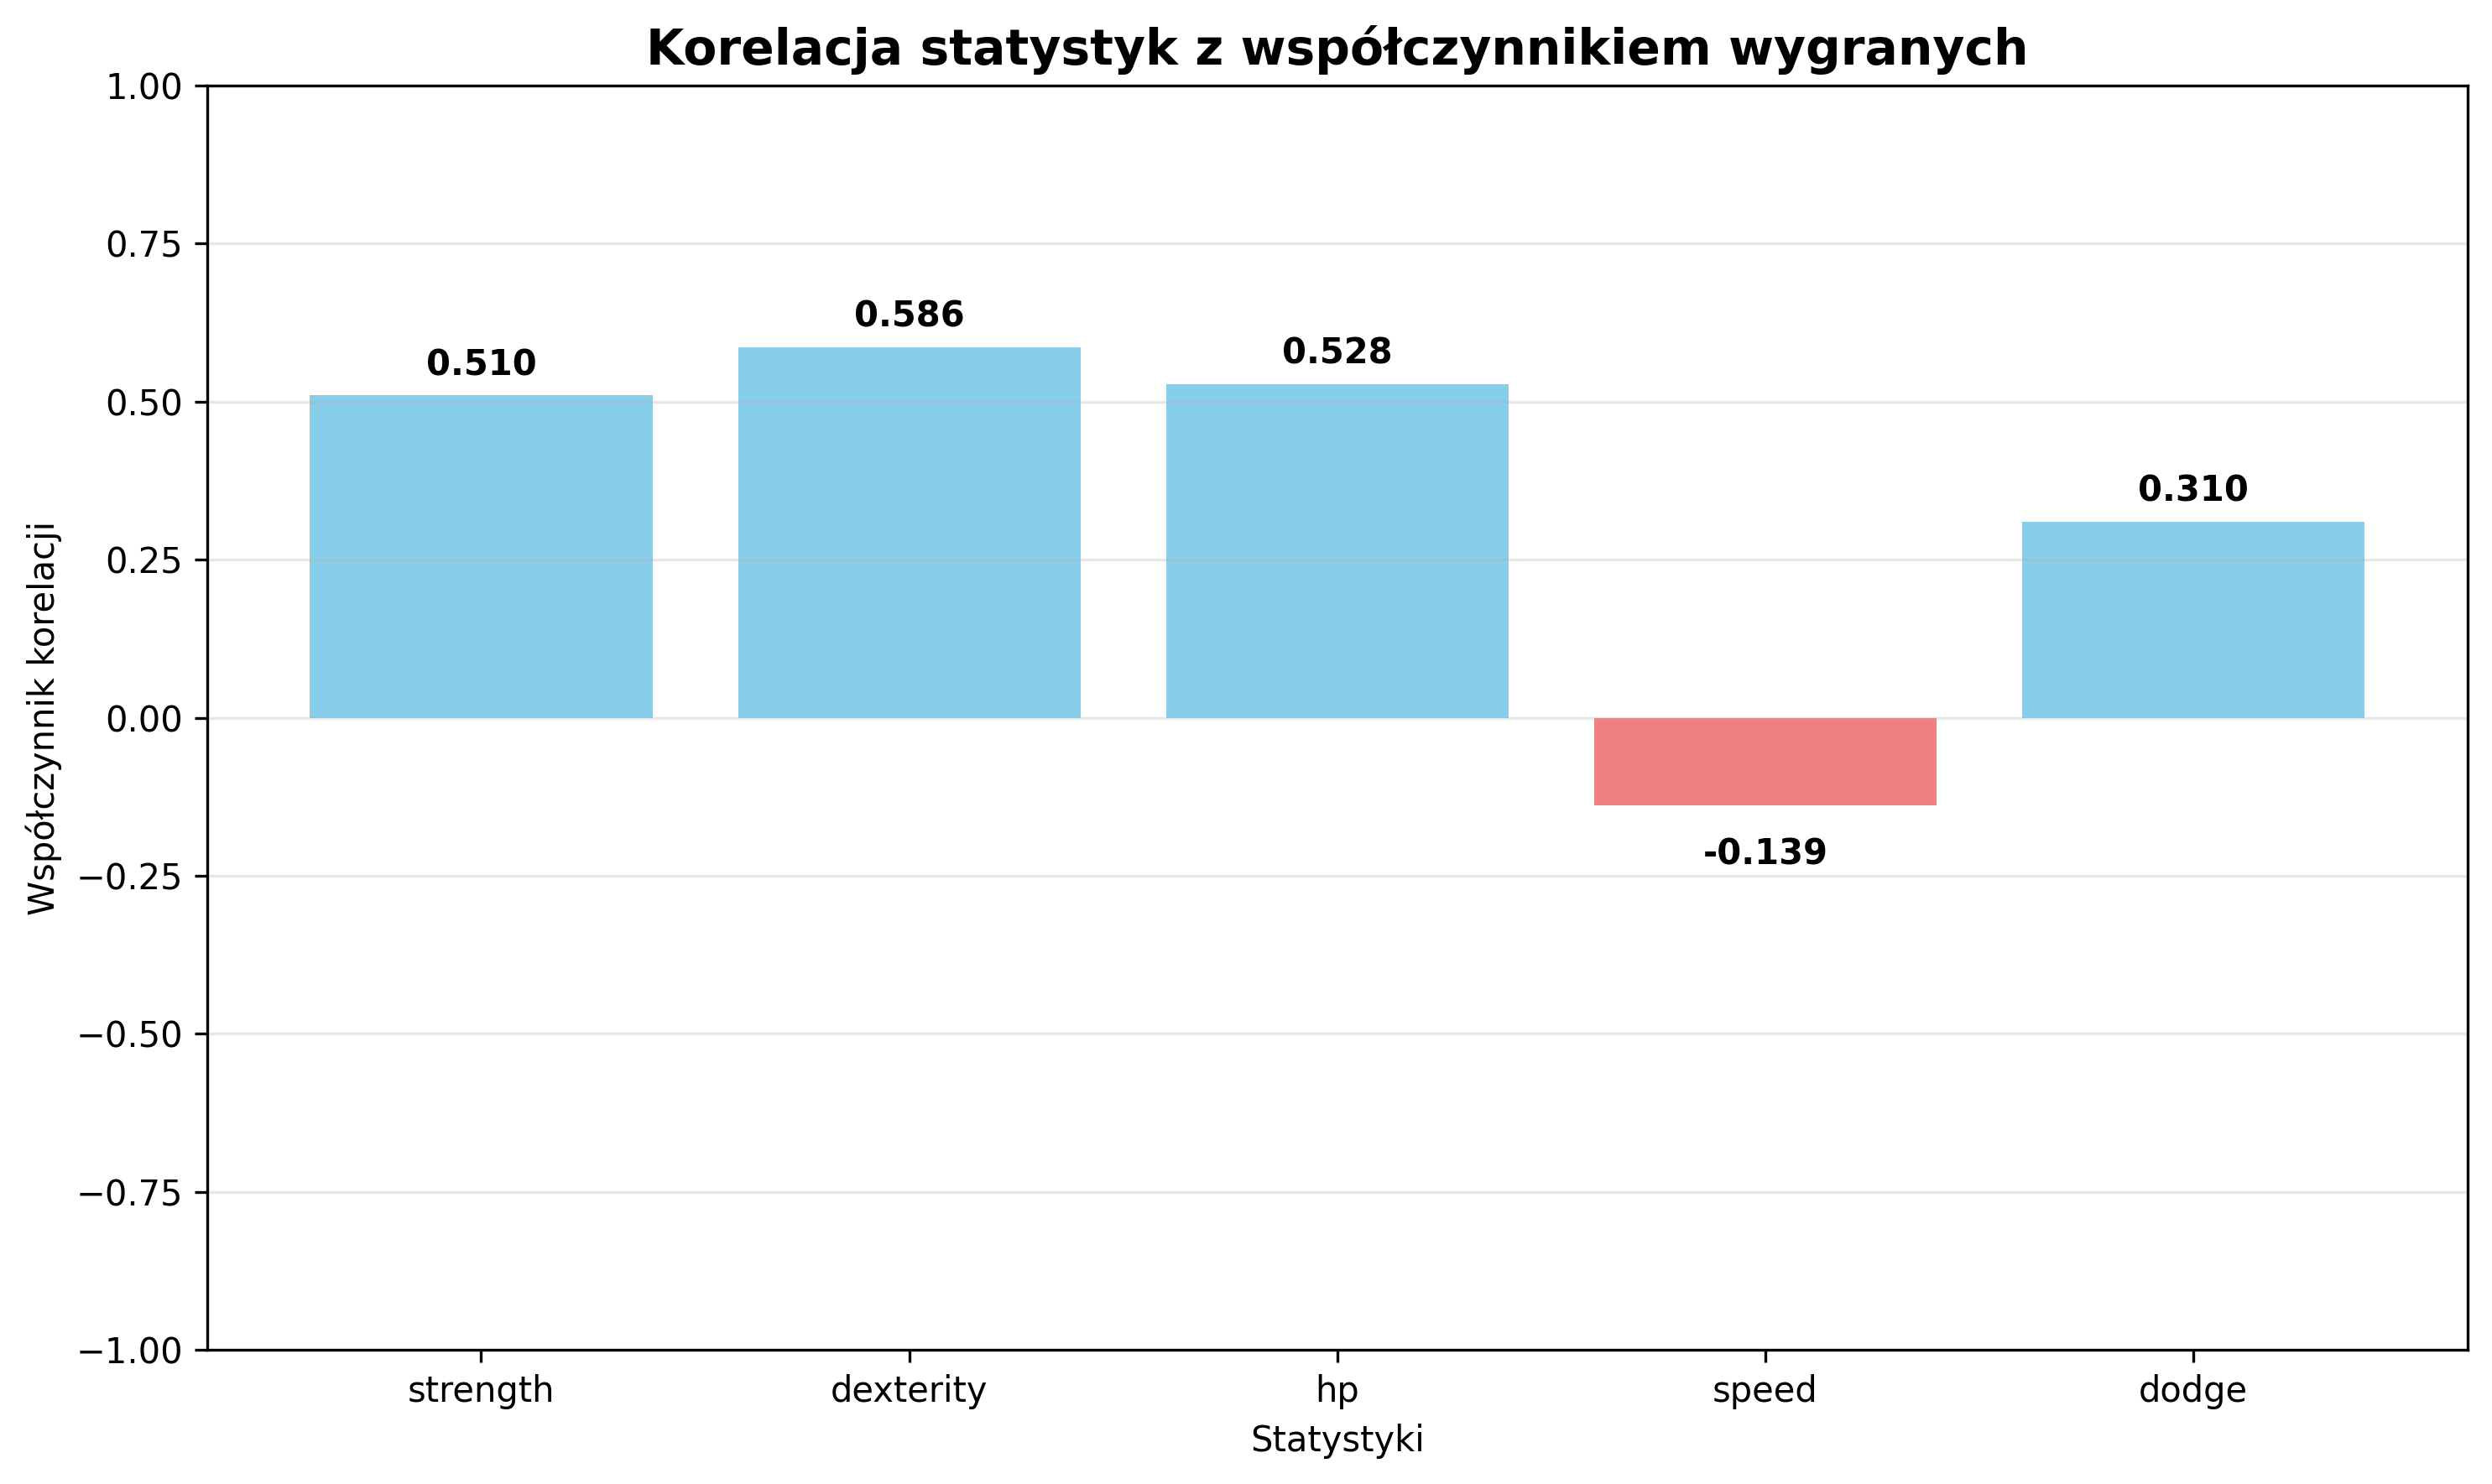 Korelacja statystyk z współczynnikiem wygranych
1.00
0.75
0.50
0.25
0.00
−0.25
−0.50
−0.75
−1.00
Współczynnik korelacji
0.510
0.586
0.528
-0.139
0.310
strength
dexterity
hp
speed
dodge
Statystyki